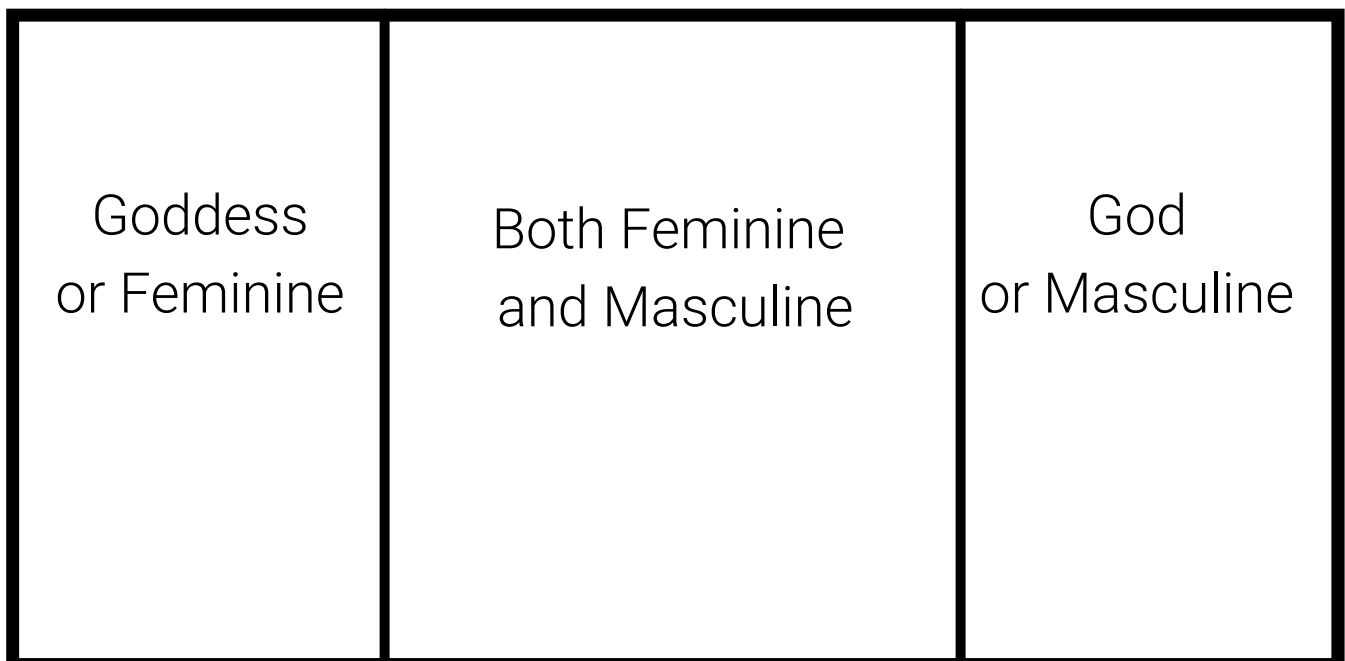 Goddess
or Feminine
Both Feminine
and Masculine
God
or Masculine